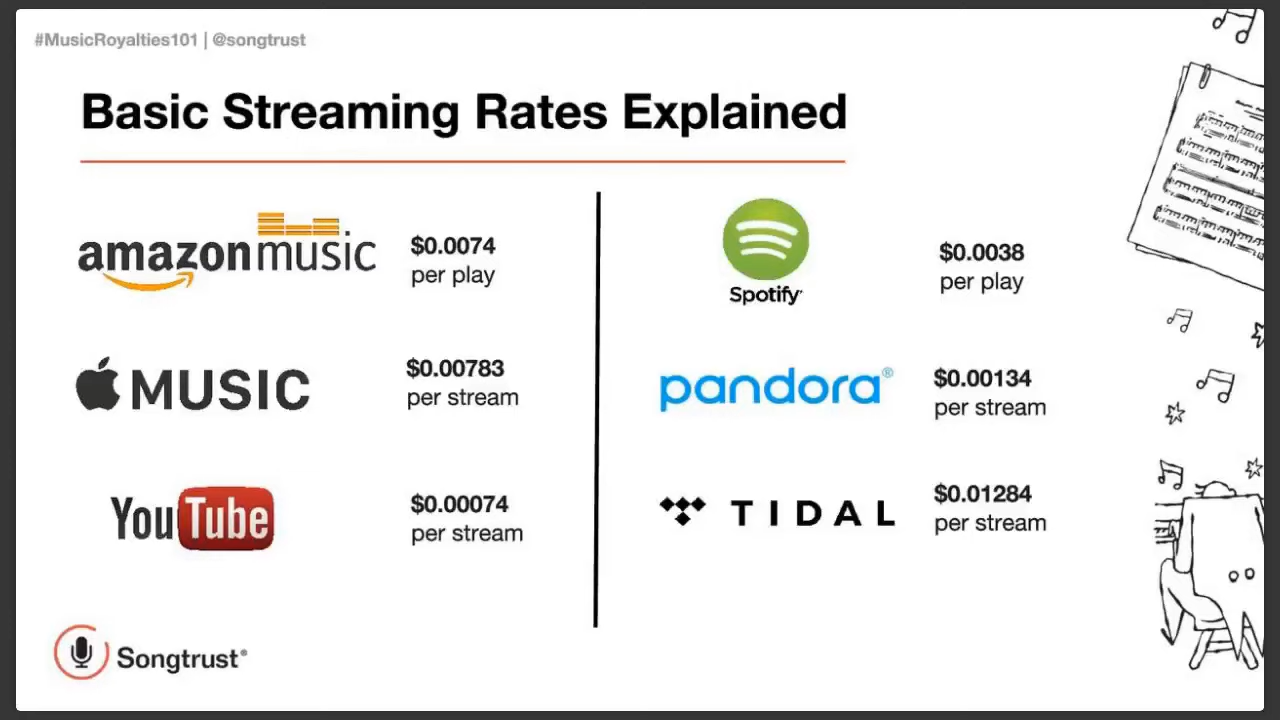 #MusicRoyalties101 | @songtrust
Basic Streaming Rates Explained
amazonmusic
$0.0074
per play
MUSIC
$0.00783
per stream
YouTube
$0.00074
per stream
Spotify
$0.0038
per play
pandora®
$0.00134
per stream
TIDAL
$0.01284
per stream
Songtrust®